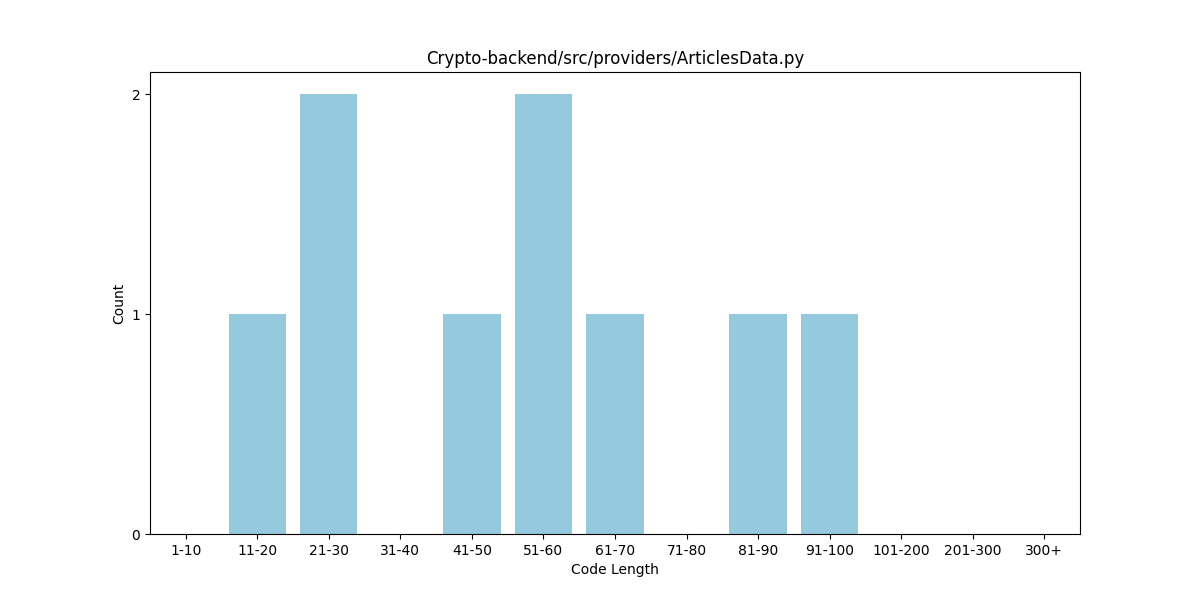 Crypto-backend/src/providers/ArticlesData.py
2
1
0
Count
1-10 11-20 21-30 31-40 41-50 51-60 61-70 71-80 81-90 91-100 101-200 201-300 300+
Code Length